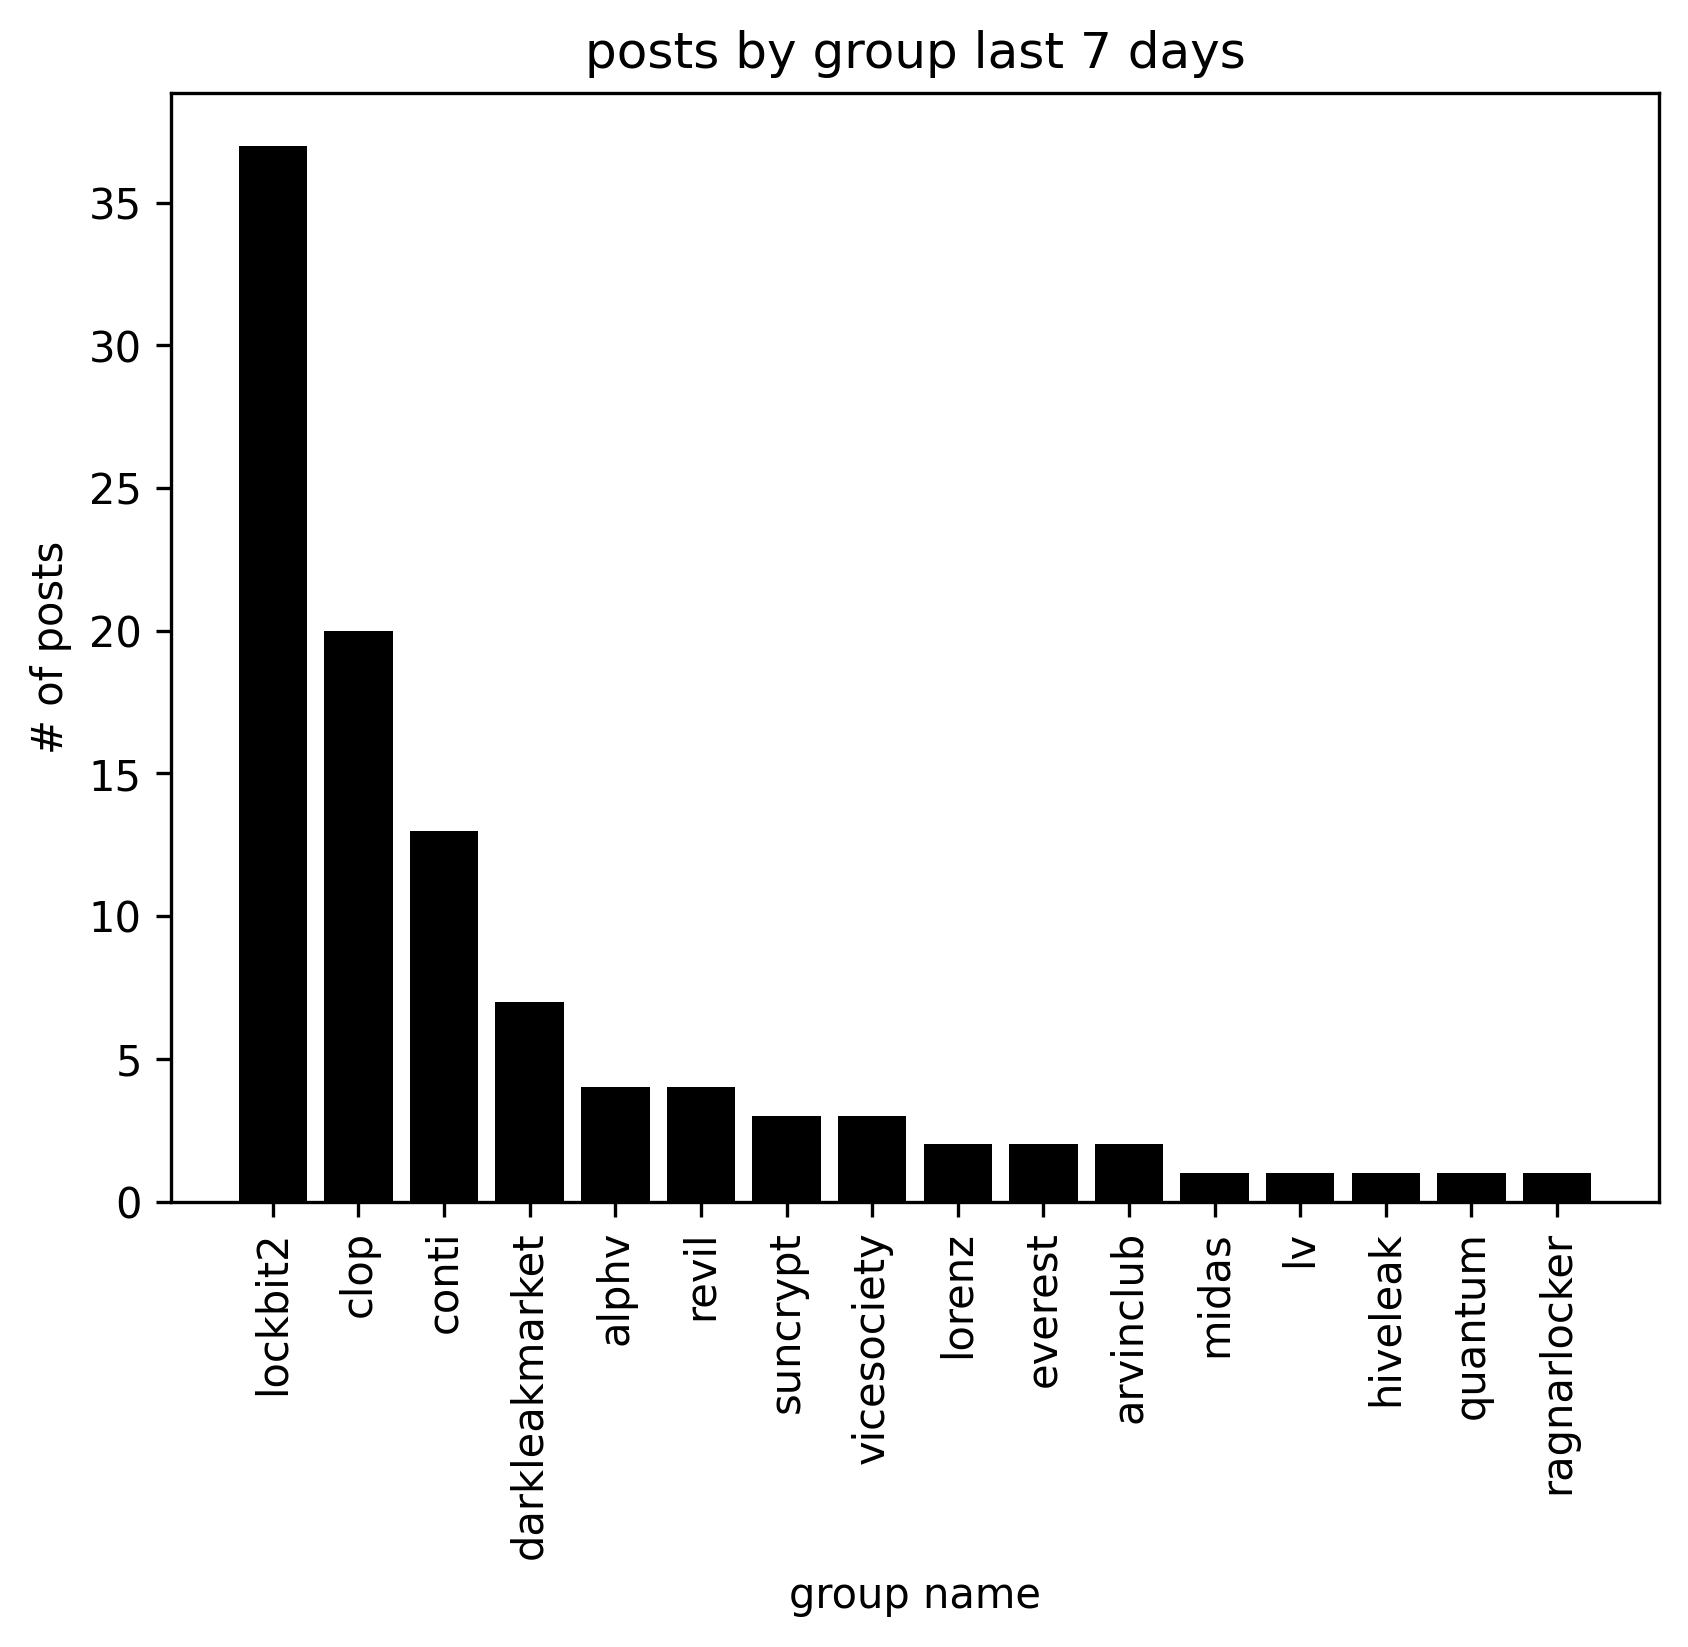 posts by group last 7 days
# of posts
35
30
25
20
15
10
5
0
lockbit2
clop
conti
darkleakmarket
alphv
revil
suncrypt
vicesociety
lorenz
everest
arvinclub
midas
lv
hiveleak
quantum
ragnarlocker
group name